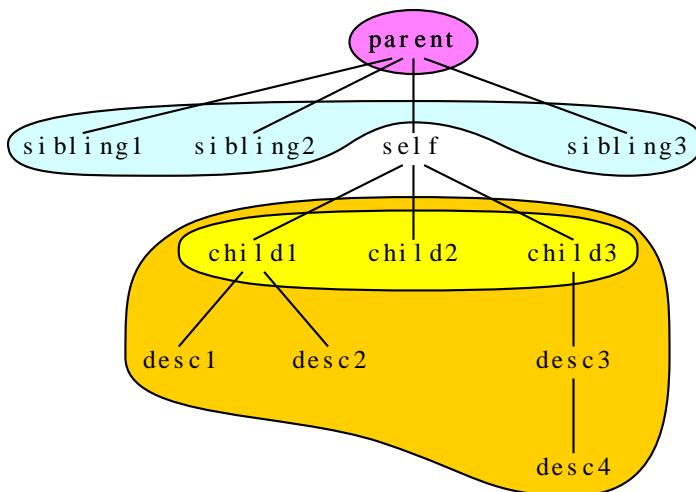 parent
sibling1 sibling2 self sibling3
child1 child2 child3
desc1 desc2 desc3
desc4